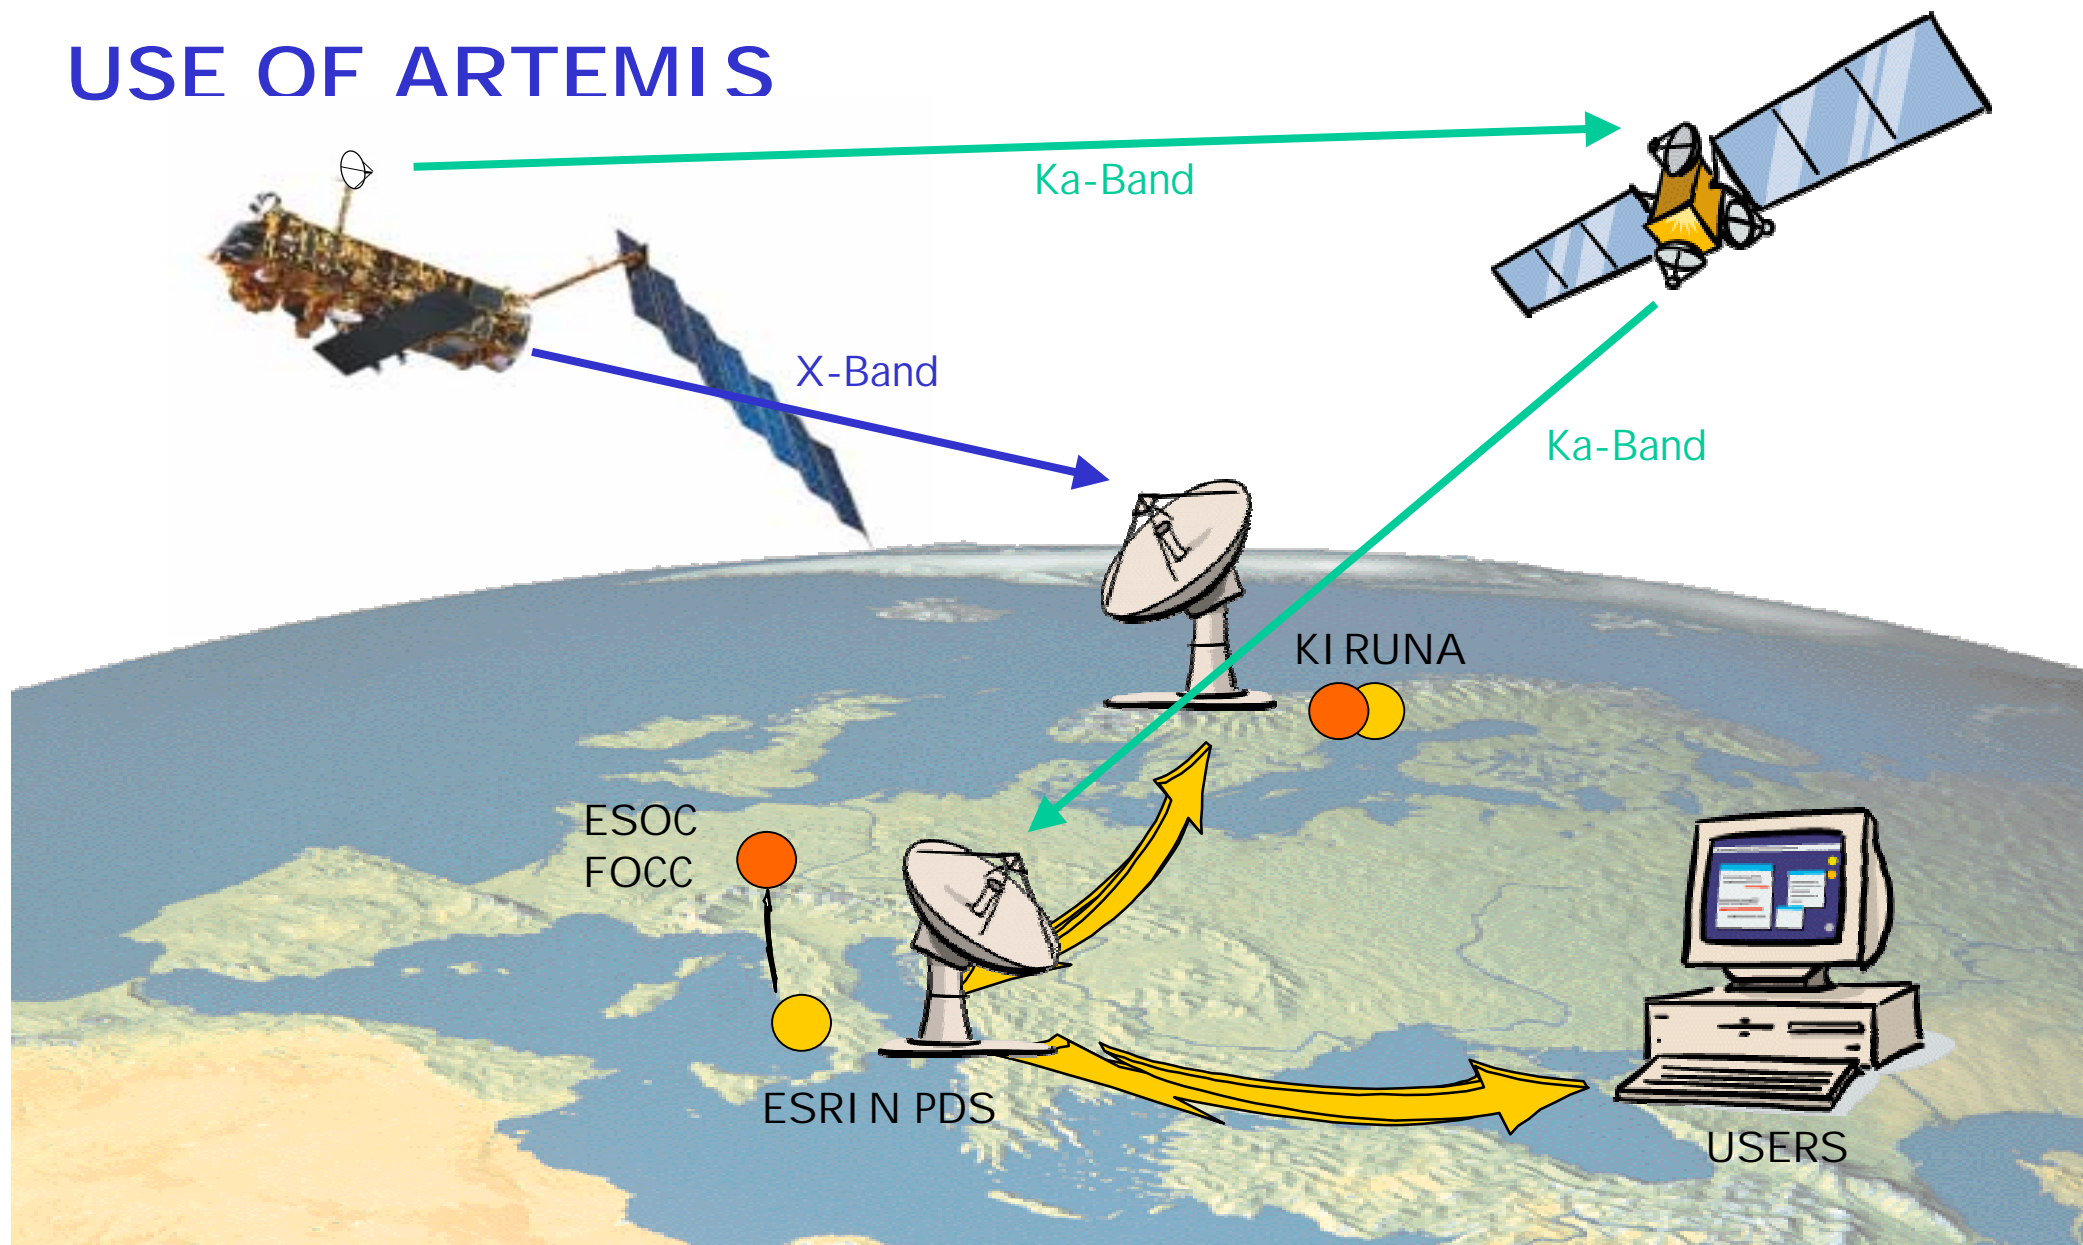 USE OF ARTEMIS
Ka-Band
X-Band
Ka-Band
KIRUNA
ESOC
FOCC
ESRIN PDS
USERS